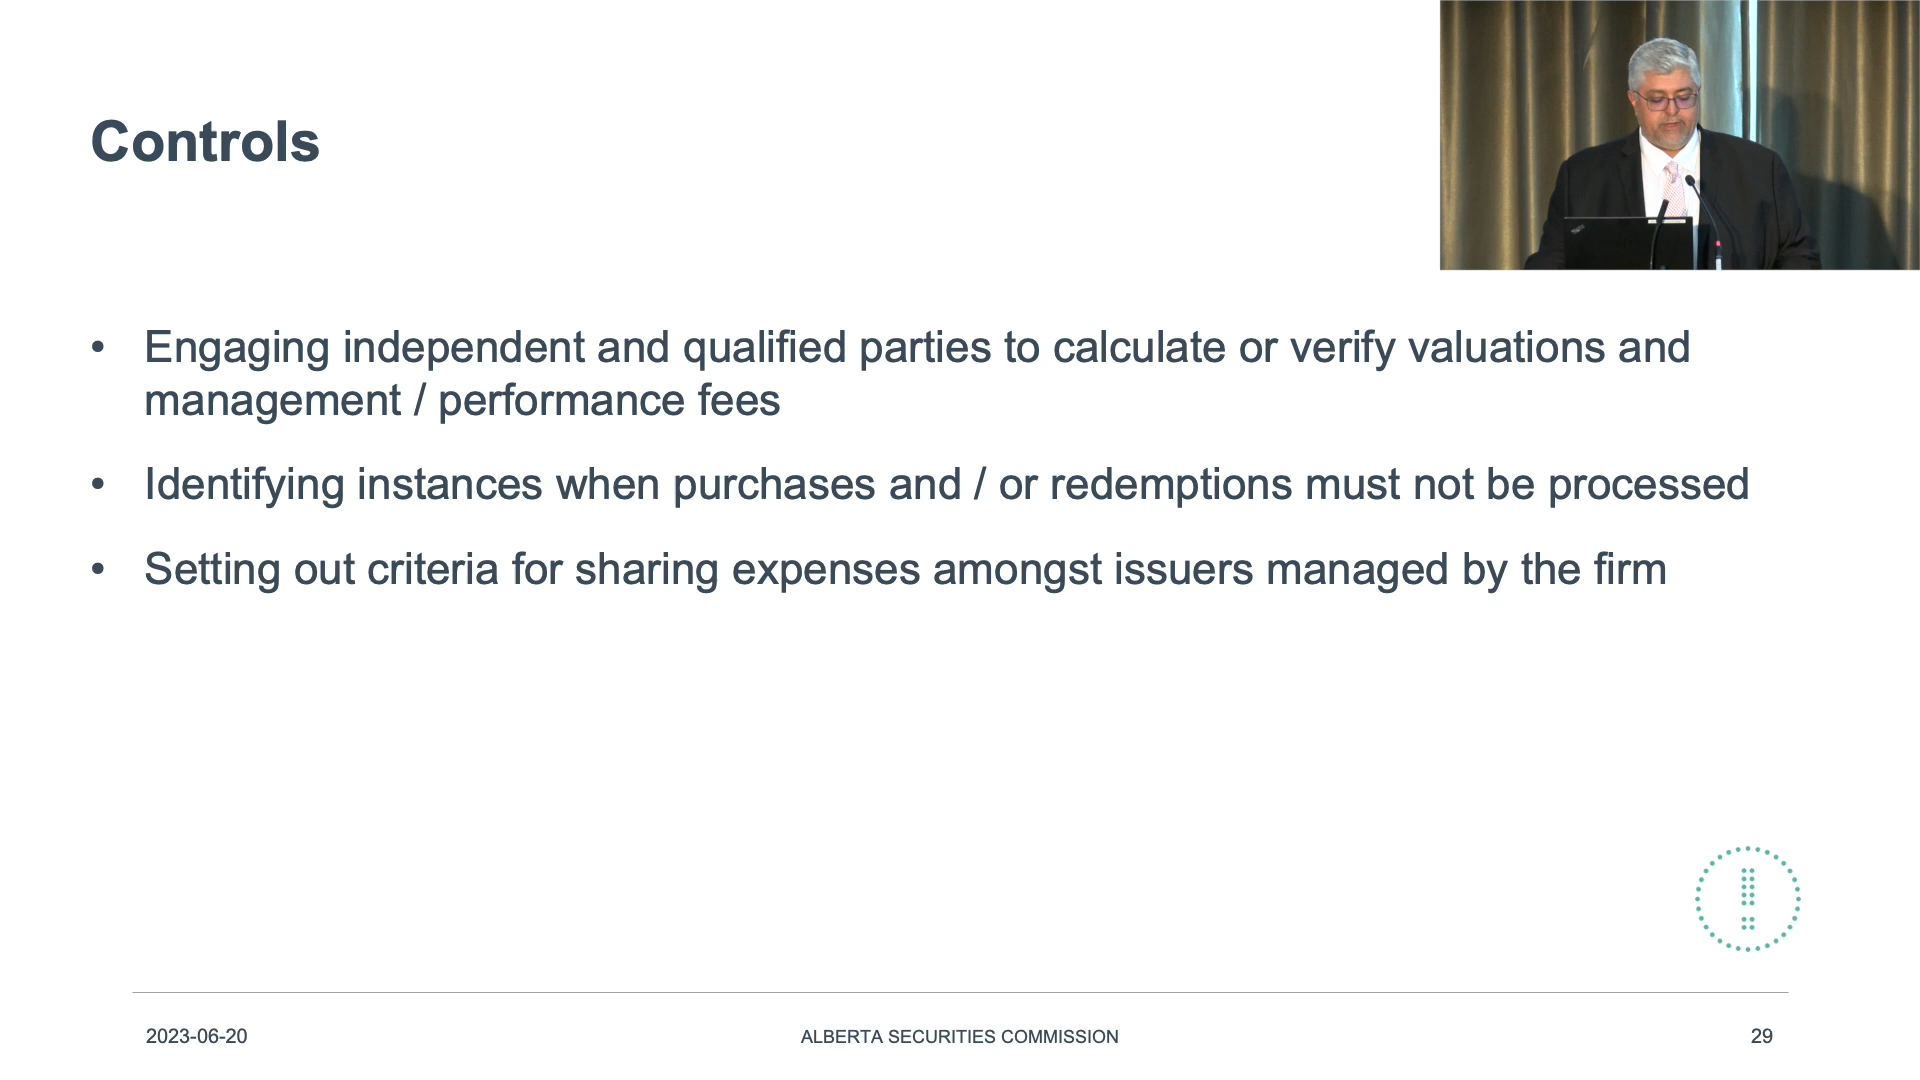 Controls
• Engaging independent and qualified parties to calculate or verify valuations and
management / performance fees
• Identifying instances when purchases and / or redemptions must not be processed
• Setting out criteria for sharing expenses amongst issuers managed by the firm
2023-06-20
ALBERTA SECURITIES COMMISSION
29